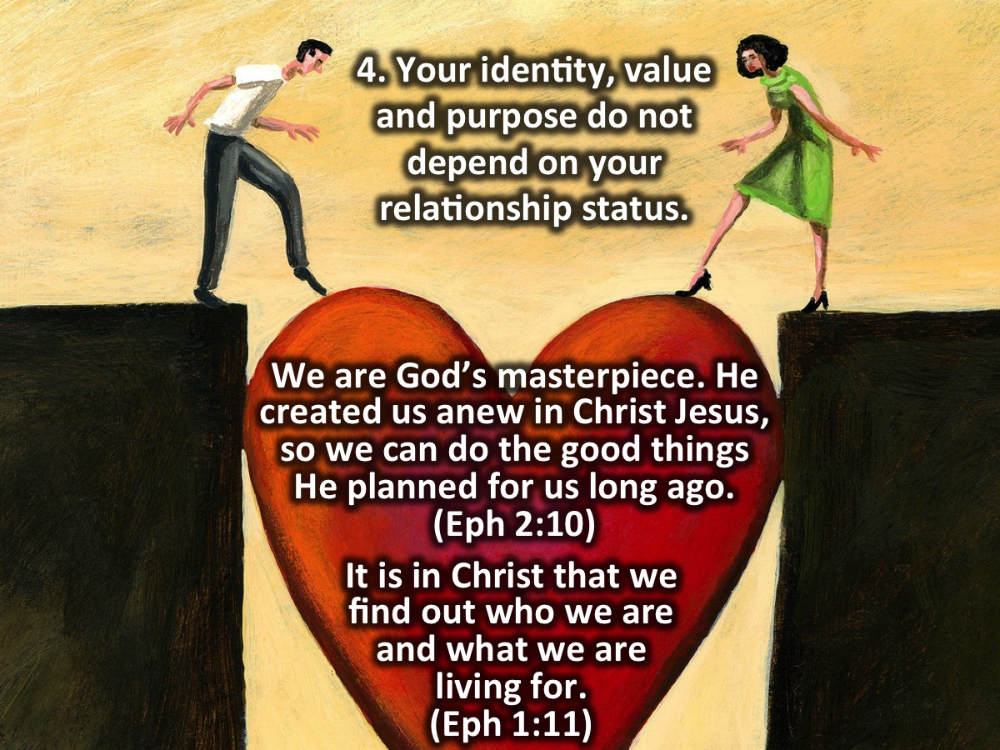 4. Your identity, value
and purpose do not
depend on your
relationship status.
We are God’s masterpiece. He
created us anew in Christ Jesus,
so we can do the good things
He planned for us long ago.
(Eph 2:10)
It is in Christ that we
find out who we are
and what we are
living for.
(Eph 1:11)